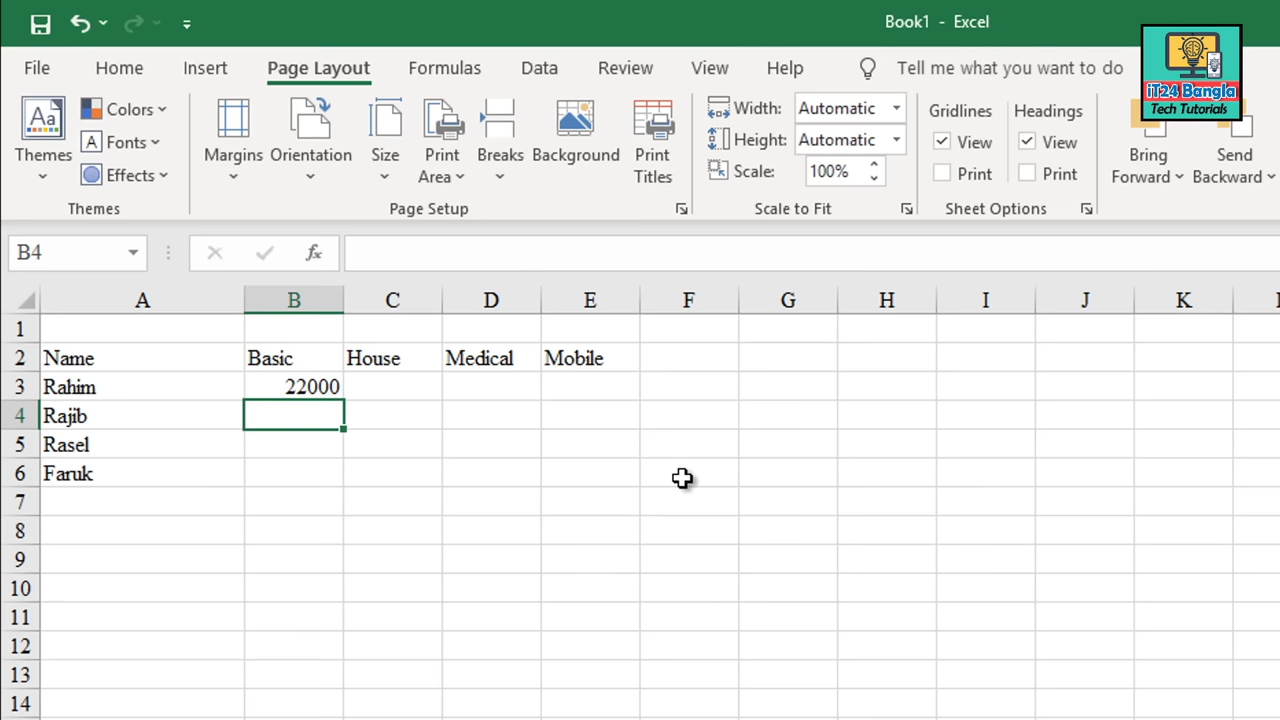 Book1 - Excel
iT24 Bangla
Tech Tutorials
File Home Insert Page Layout Formulas Data Review View Help Tell me what you want to do
Themes
Colors
Fonts
Effects
Themes
Margins
Orientation
Size
Print Area
Breaks
Background
Print Titles
Page Setup
Width: Automatic
Height: Automatic
Scale: 100%
Scale to Fit
Gridlines
View
Print
Headings
View
Print
Sheet Options
Bring Forward
Send Backward
B4 fx
A B C D E F G H I J K
1
2 Name Basic House Medical Mobile
3 Rahim 22000
4 Rajib
5 Rasel
6 Faruk
7
8
9
10
11
12
13
14